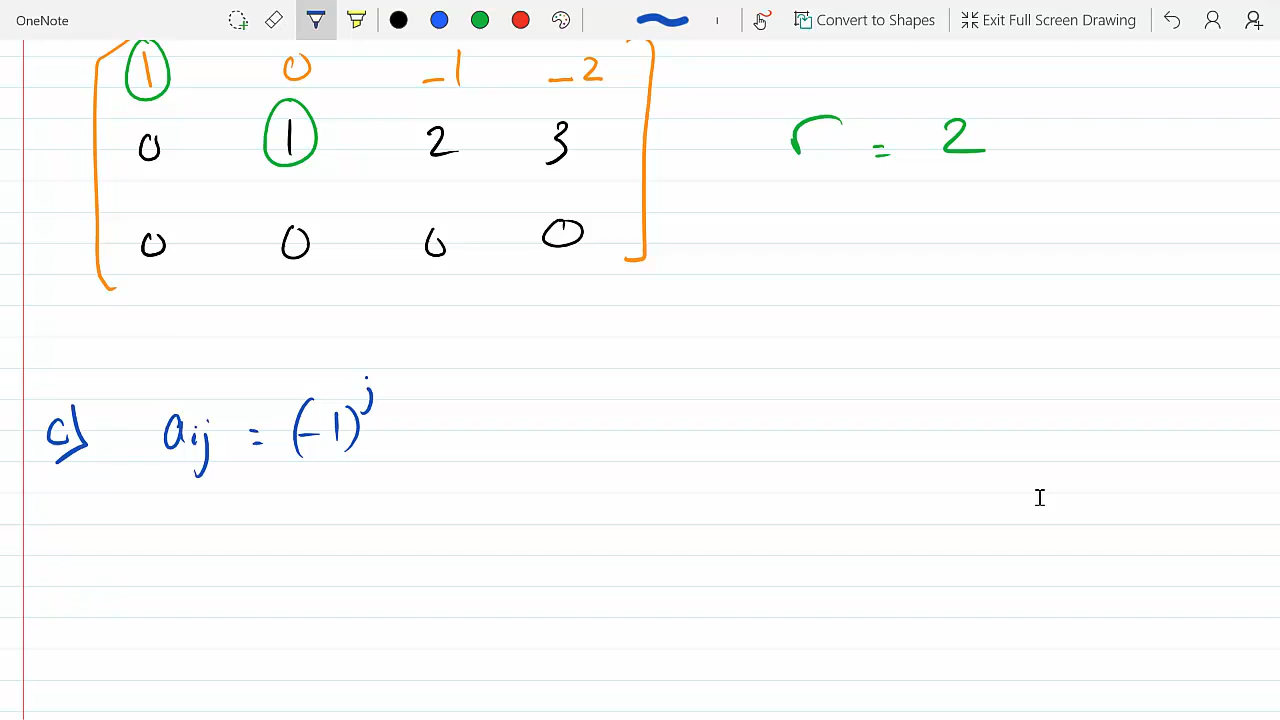 OneNote
Convert to Shapes
Exit Full Screen Drawing
1 0 -1 -2
0 1 2 3
r = 2
0 0 0 0
c) aij = (-1)^j